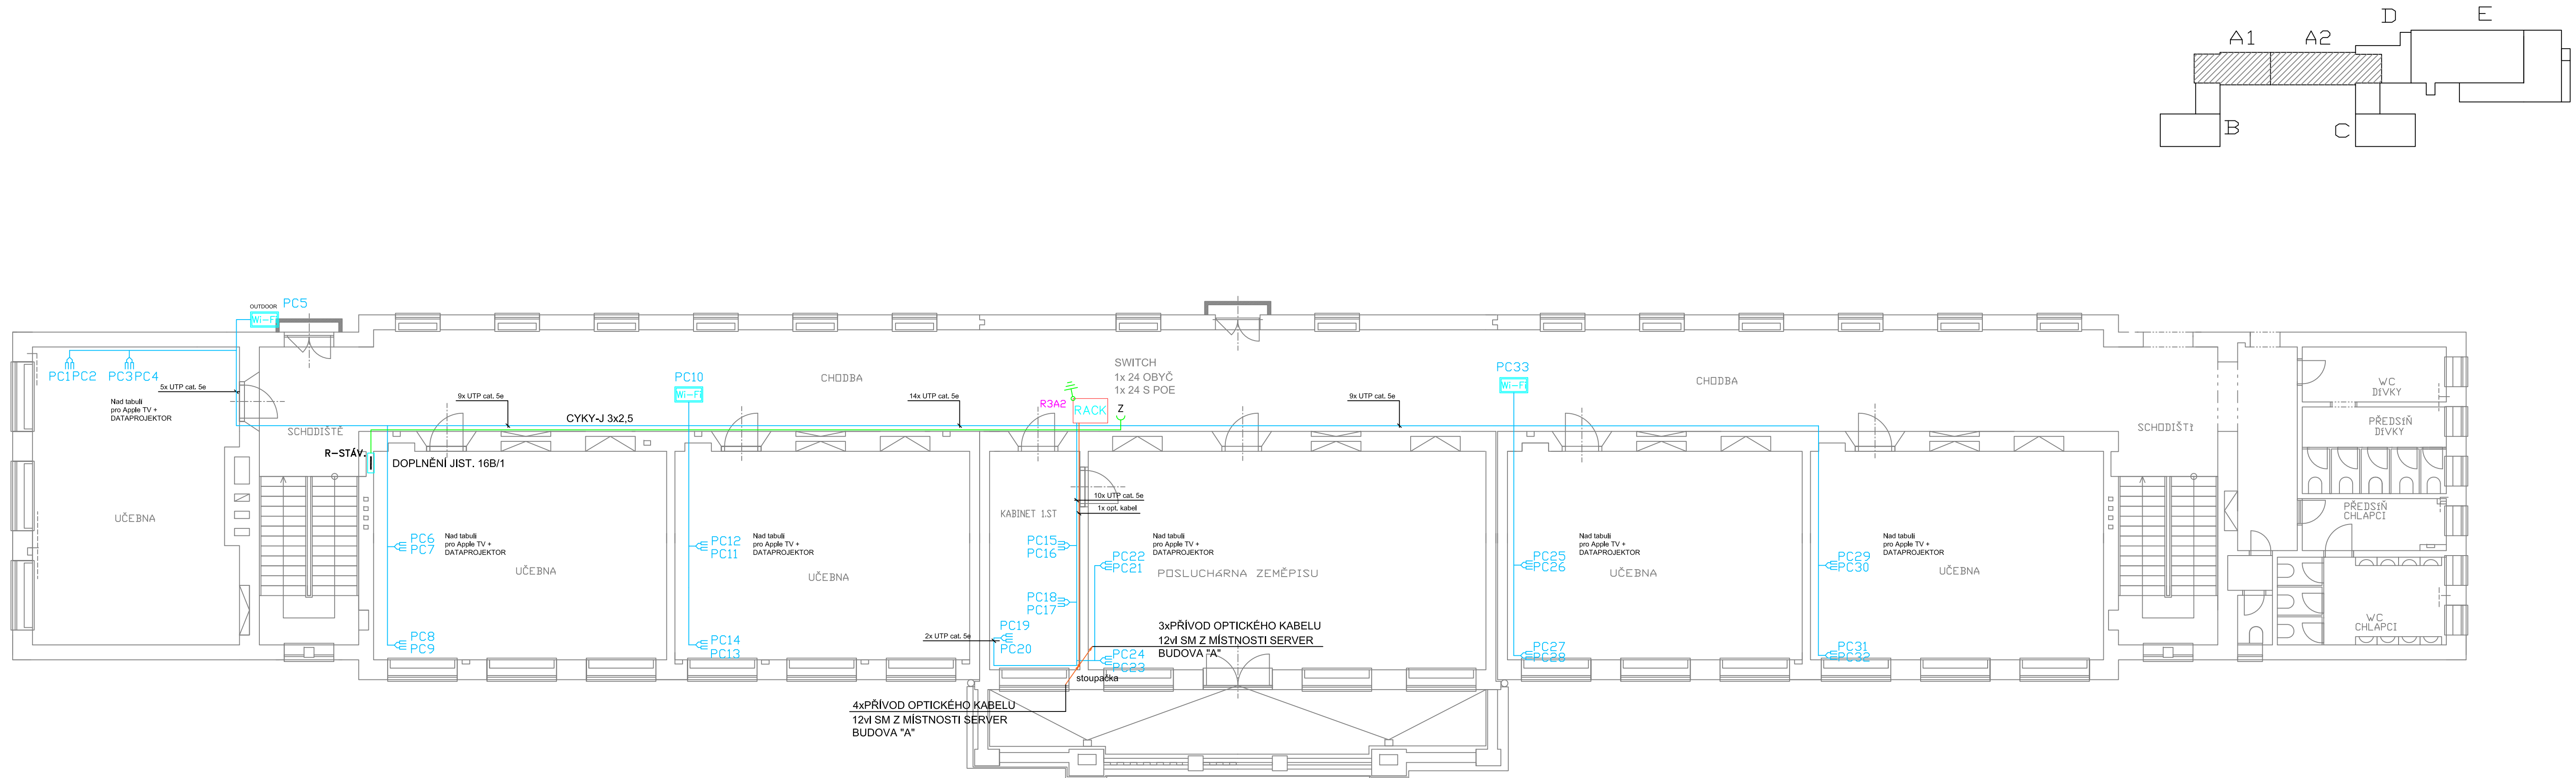 D
E
A1
A2
B
C
OUTDOOR
PC5
Wi-Fi
PC1PC2
PC3PC4
5x UTP cat. 5e
Nad tabuli
pro Apple TV +
DATAPROJEKTOR
UČEBNA
SCHODIŠTĚ
R-STÁV.
DOPLNĚNÍ JIST. 16B/1
9x UTP cat. 5e
CYKY-J 3x2,5
PC10
Wi-Fi
CHODBA
14x UTP cat. 5e
SWITCH
1x 24 OBYČ
1x 24 S POE
R3A2
RACK
Z
9x UTP cat. 5e
PC33
Wi-Fi
CHODBA
SCHODIŠTĚ
WC
DÍVKY
PŘEDSÍŇ
DÍVKY
PŘEDSÍŇ
CHLAPCI
WC
CHLAPCI
PC6
PC7
Nad tabuli
pro Apple TV +
DATAPROJEKTOR
UČEBNA
PC8
PC9
PC12
PC11
Nad tabuli
pro Apple TV +
DATAPROJEKTOR
UČEBNA
PC14
PC13
KABINET 1.ST
10x UTP cat. 5e
1x opt. kabel
PC15
PC16
PC18
PC17
PC19
PC20
2x UTP cat. 5e
PC22
PC21
Nad tabuli
pro Apple TV +
DATAPROJEKTOR
POSLUCHÁRNA ZEMĚPISU
PC24
PC23
3xPŘÍVOD OPTICKÉHO KABELU
12vl SM Z MÍSTNOSTI SERVER
BUDOVA "A"
stoupačka
4xPŘÍVOD OPTICKÉHO KABELU
12vl SM Z MÍSTNOSTI SERVER
BUDOVA "A"
PC25
PC26
Nad tabuli
pro Apple TV +
DATAPROJEKTOR
UČEBNA
PC27
PC28
PC29
PC30
Nad tabuli
pro Apple TV +
DATAPROJEKTOR
UČEBNA
PC31
PC32